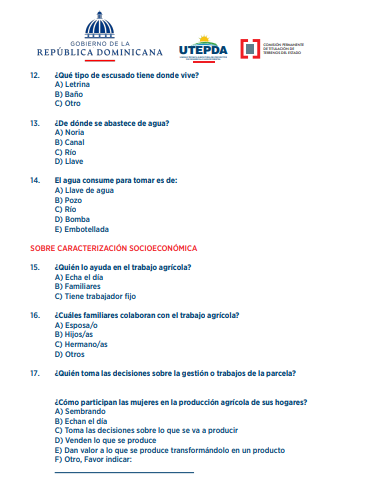 GOBIERNO DE LA
REPÚBLICA DOMINICANA
UTEPDA
COMISIÓN PERMANENTE
DE TITULACIÓN DE
TERRENOS DEL ESTADO
12. ¿Qué tipo de escusado tiene donde vive?
A) Letrina
B) Baño
C) Otro
13. ¿De dónde se abastece de agua?
A) Noria
B) Canal
C) Río
D) Llave
14. El agua consume para tomar es de:
A) Llave de agua
B) Pozo
C) Río
D) Bomba
E) Embotellada
SOBRE CARACTERIZACIÓN SOCIOECONÓMICA
15. ¿Quién lo ayuda en el trabajo agrícola?
A) Echa el día
B) Familiares
C) Tiene trabajador fijo
16. ¿Cuáles familiares colaboran con el trabajo agrícola?
A) Esposa/o
B) Hijos/as
C) Hermano/as
D) Otros
17. ¿Quién toma las decisiones sobre la gestión o trabajos de la parcela?
¿Cómo participan las mujeres en la producción agrícola de sus hogares?
A) Sembrando
B) Echan el día
C) Toma las decisiones sobre lo que se va a producir
D) Venden lo que se produce
E) Dan valor a lo que se produce transformándolo en un producto
F) Otro, Favor indicar: